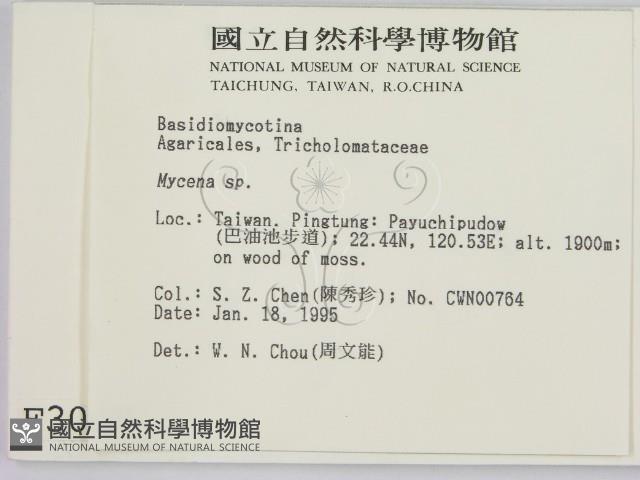 國立自然科學博物館
NATIONAL MUSEUM OF NATURAL SCIENCE
TAICHUNG, TAIWAN, R.O.CHINA
Basidiomycotina
Agaricales, Tricholomataceae
Mycena sp.
Loc.: Taiwan. Pingtung: Payuchipudow
(巴油池步道); 22.44N, 120.53E; alt. 1900m;
on wood of moss.
Col.: S. Z. Chen(陳秀珍); No. CWN00764
Date: Jan. 18, 1995
Det.: W. N. Chou(周文能)
F30
國立自然科學博物館
NATIONAL MUSEUM OF NATURAL SCIENCE